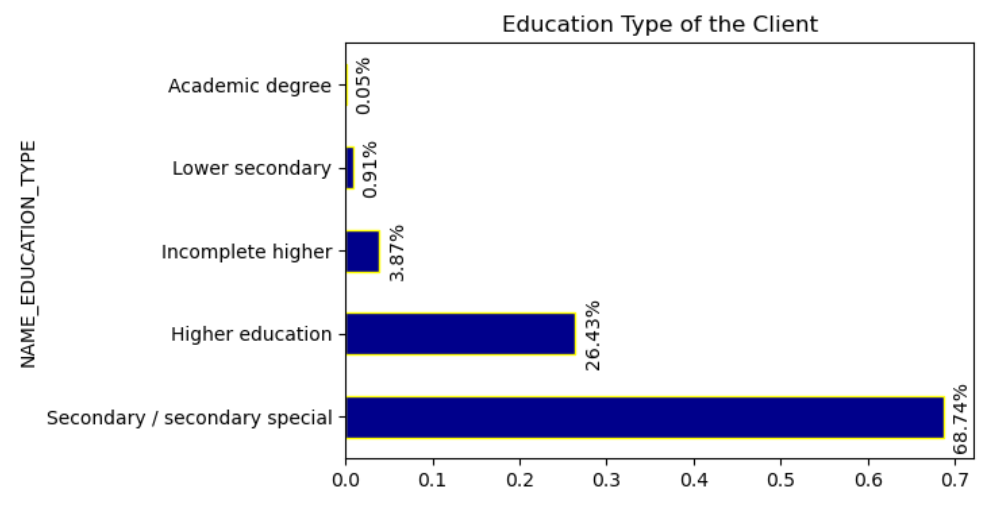 Education Type of the Client
NAME_EDUCATION_TYPE
Academic degree
0.05%
Lower secondary
0.91%
Incomplete higher
3.87%
Higher education
26.43%
Secondary / secondary special
68.74%
0.0 0.1 0.2 0.3 0.4 0.5 0.6 0.7